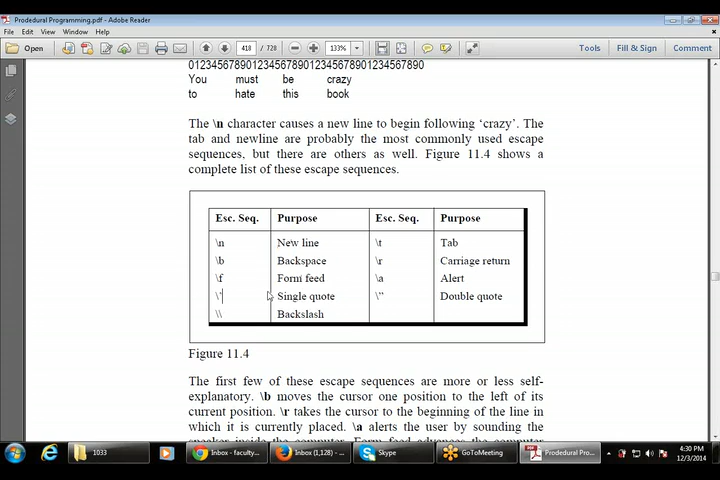 Prodedural Programming.pdf - Adobe Reader
File Edit View Window Help
Open 418 / 728 133% Tools Fill & Sign Comment
01234567890123456789012345678901234567890
You must be crazy
to hate this book
The \n character causes a new line to begin following ‘crazy’. The
tab and newline are probably the most commonly used escape
sequences, but there are others as well. Figure 11.4 shows a
complete list of these escape sequences.
Esc. Seq. Purpose Esc. Seq. Purpose
\n New line \t Tab
\b Backspace \r Carriage return
\f Form feed \a Alert
\' Single quote \" Double quote
\\ Backslash
Figure 11.4
The first few of these escape sequences are more or less self-
explanatory. \b moves the cursor one position to the left of its
current position. \r takes the cursor to the beginning of the line in
which it is currently placed. \a alerts the user by sounding the
speaker inside the computer. Form feed advances the computer
1033 Inbox - faculty... Inbox (1,128) - ... Skype GoToMeeting Prodedural Pro...
4:30 PM
12/3/2014